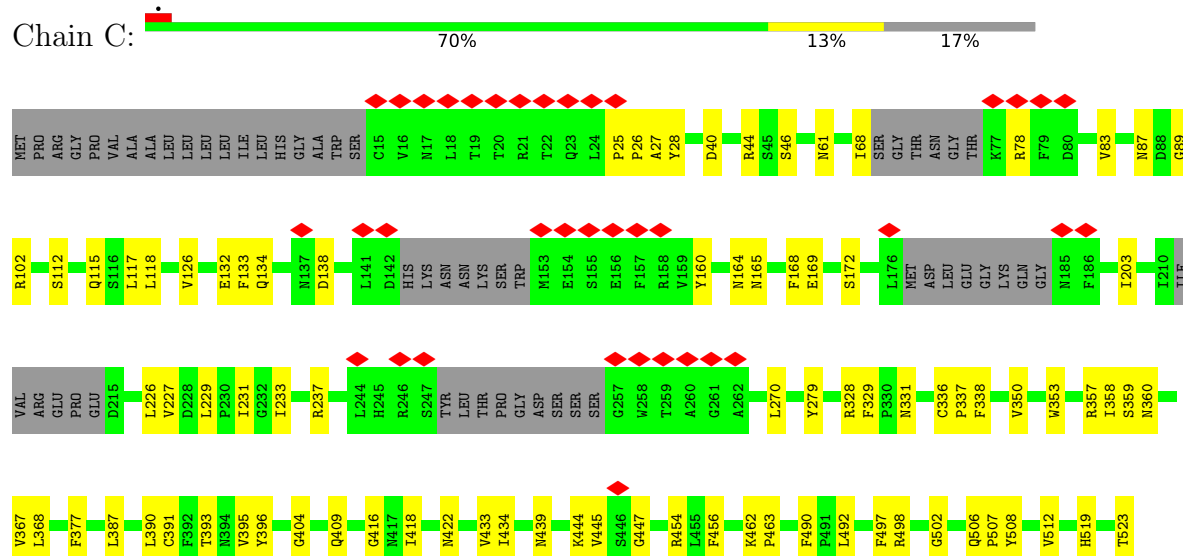 Chain C:
70% 13% 17%
MET PRO ARG GLY PRO VAL ALA ALA LEU LEU LEU LEU ILE LEU HIS GLY ALA TRP SER C15 V16 N17 L18 T19 T20 R21 T22 Q23 L24 P25 P26 A27 Y28 D40 R44 S45 S46 N61 I68 SER GLY THR ASN GLY THR K77 R78 F79 D80 V83 N87 D88 G89
R102 S112 Q115 S116 L117 L118 V126 E132 F133 Q134 N137 D138 L141 D142 HIS LYS ASN ASN LYS SER TRP M153 E154 S155 E156 F157 R158 V159 Y160 N164 N165 F168 E169 S172 L176 MET ASP LEU GLU GLY LYS GLN GLY N185 F186 I203 I210 ILE
VAL ARG GLU PRO GLU D215 L226 V227 D228 L229 P230 I231 G232 I233 R237 L244 H245 R246 S247 TYR LEU THR PRO GLY ASP SER SER SER G257 W258 T259 A260 G261 A262 L270 Y279 R328 F329 P330 N331 C336 P337 F338 V350 W353 R357 I358 S359 N360
V367 L368 F377 L387 L390 C391 F392 T393 N394 V395 Y396 G404 Q409 G416 N417 I418 N422 V433 I434 N439 K444 V445 S446 G447 R454 L455 F456 K462 P463 F490 P491 L492 F497 R498 G502 Q506 P507 Y508 V512 H519 T523